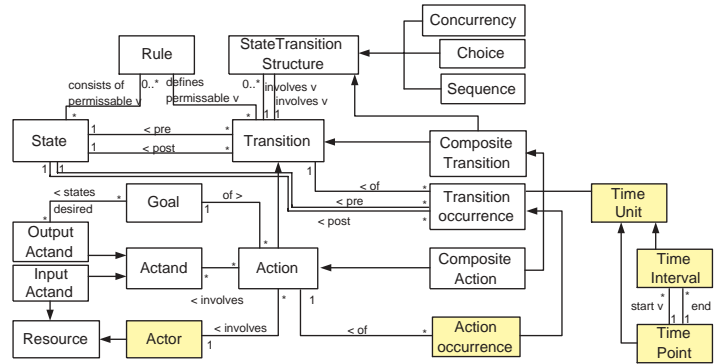 Concurrency
Rule
StateTransition
Structure
Choice
Sequence
consists of
permissable v
0..*
defines
permissable v
0..*
involves v
involves v
*
*
1
1
State
1
< pre
*
Transition
1
< post
*
Composite
Transition
1
1
1
< of
*
< pre
*
< post
*
Transition
occurrence
Time
Unit
< states
desired
*
*
Goal
of >
1
*
Output
Actand
Input
Actand
Actand
*
*
Action
Composite
Action
Time
Interval
< involves
*
1
*
start v
*
end
1
1
Resource
Actor
< involves
1
< of
*
Action
occurrence
Time
Point